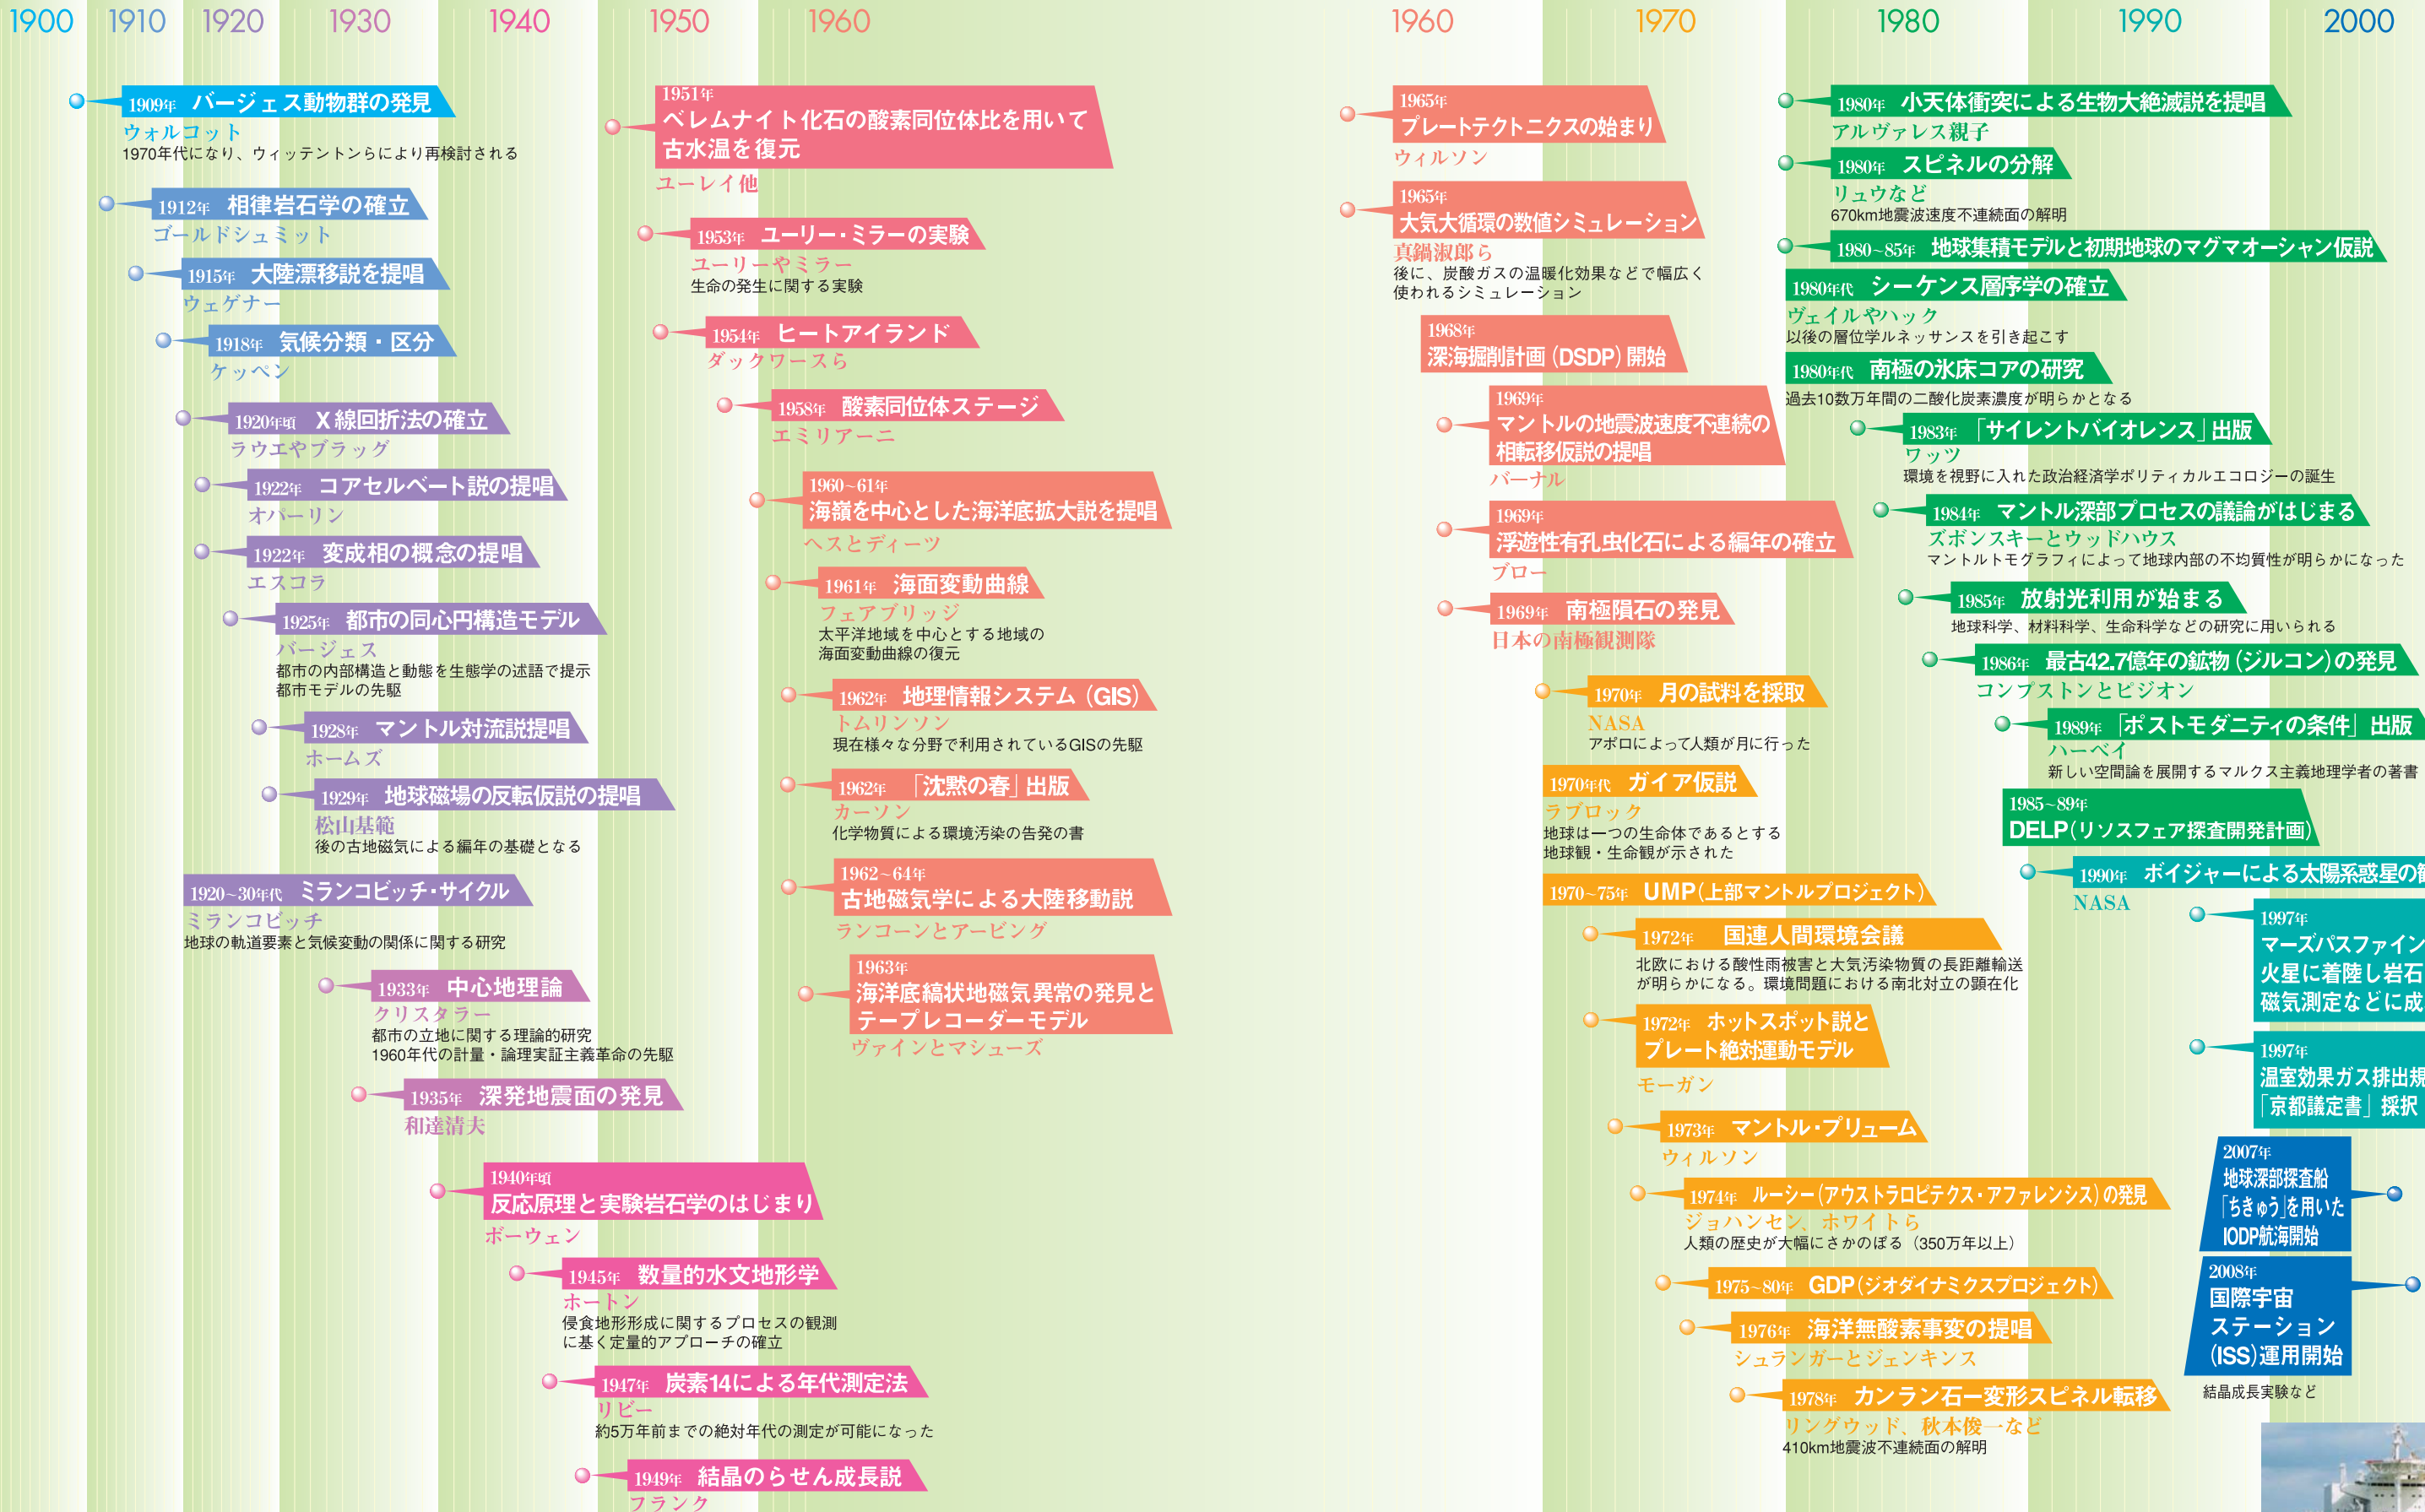 1900
1910
1920
1930
1940
1950
1960
1960
1970
1980
1990
2000
1909年 バージェス動物群の発見
ウォルコット
1970年代になり、ウィッテントンらにより再検討される
1912年 相律岩石学の確立
ゴールドシュミット
1915年 大陸漂移説を提唱
ウェゲナー
1918年 気候分類・区分
ケッペン
1920年頃 X線回折法の確立
ラウエやブラッグ
1922年 コアセルベート説の提唱
オパーリン
1922年 変成相の概念の提唱
エスコラ
1925年 都市の同心円構造モデル
バージェス
都市の内部構造と動態を生態学の述語で提示
都市モデルの先駆
1928年 マントル対流説提唱
ホームズ
1929年 地球磁場の反転仮説の提唱
松山基範
後の古地磁気による編年の基礎となる
1920~30年代 ミランコビッチ・サイクル
ミランコビッチ
地球の軌道要素と気候変動の関係に関する研究
1933年 中心地理論
クリスタラー
都市の立地に関する理論的研究
1960年代の計量・論理実証主義革命の先駆
1935年 深発地震面の発見
和達清夫
1940年頃
反応原理と実験岩石学のはじまり
ボーウェン
1945年 数量的水文地形学
ホートン
侵食地形形成に関するプロセスの観測
に基く定量的アプローチの確立
1947年 炭素14による年代測定法
リビー
約5万年前までの絶対年代の測定が可能になった
1949年 結晶のらせん成長説
フランク
1951年
ベレムナイト化石の酸素同位体比を用いて
古水温を復元
ユーレイ他
1953年 ユーリー・ミラーの実験
ユーリーやミラー
生命の発生に関する実験
1954年 ヒートアイランド
ダックワースら
1958年 酸素同位体ステージ
エミリアーニ
1960~61年
海嶺を中心とした海洋底拡大説を提唱
ヘスとディーツ
1961年 海面変動曲線
フェアブリッジ
太平洋地域を中心とする地域の
海面変動曲線の復元
1962年 地理情報システム（GIS）
トムリンソン
現在様々な分野で利用されているGISの先駆
1962年 「沈黙の春」出版
カーソン
化学物質による環境汚染の告発の書
1962~64年
古地磁気学による大陸移動説
ランコーンとアービング
1963年
海洋底縞状地磁気異常の発見と
テープレコーダーモデル
ヴァインとマシューズ
1965年
プレートテクトニクスの始まり
ウィルソン
1965年
大気大循環の数値シミュレーション
真鍋淑郎ら
後に、炭酸ガスの温暖化効果などで幅広く
使われるシミュレーション
1968年
深海掘削計画（DSDP）開始
1969年
マントルの地震波速度不連続の
相転移仮説の提唱
バーナル
1969年
浮遊性有孔虫化石による編年の確立
ブロー
1969年 南極隕石の発見
日本の南極観測隊
1970年 月の試料を採取
NASA
アポロによって人類が月に行った
1970年代 ガイア仮説
ラブロック
地球は一つの生命体であるとする
地球観・生命観が示された
1970~75年 UMP（上部マントルプロジェクト）
1972年 国連人間環境会議
北欧における酸性雨被害と大気汚染物質の長距離輸送
が明らかになる。環境問題における南北対立の顕在化
1972年 ホットスポット説と
プレート絶対運動モデル
モーガン
1973年 マントル・プリューム
ウィルソン
1974年 ルーシー（アウストラロピテクス・アファレンシス）の発見
ジョハンセン、ホワイトら
人類の歴史が大幅にさかのぼる（350万年以上）
1975~80年 GDP（ジオダイナミクスプロジェクト）
1976年 海洋無酸素事変の提唱
シュランガーとジェンキンス
1978年 カンラン石ー変形スピネル転移
リングウッド、秋本俊一など
410km地震波不連続面の解明
1980年 小天体衝突による生物大絶滅説を提唱
アルヴァレス親子
1980年 スピネルの分解
リュウなど
670km地震波速度不連続面の解明
1980~85年 地球集積モデルと初期地球のマグマオーシャン仮説
1980年代 シーケンス層序学の確立
ヴェイルやハック
以後の層位学ルネッサンスを引き起こす
1980年代 南極の氷床コアの研究
過去10数万年間の二酸化炭素濃度が明らかとなる
1983年 「サイレントバイオレンス」出版
ワッツ
環境を視野に入れた政治経済学ポリティカルエコロジーの誕生
1984年 マントル深部プロセスの議論がはじまる
ズボンスキーとウッドハウス
マントルトモグラフィによって地球内部の不均質性が明らかになった
1985年 放射光利用が始まる
地球科学、材料科学、生命科学などの研究に用いられる
1986年 最古42.7億年の鉱物（ジルコン）の発見
コンプストンとピジオン
1989年 「ポストモダニティの条件」出版
ハーベイ
新しい空間論を展開するマルクス主義地理学者の著書
1985~89年
DELP（リソスフェア探査開発計画）
1990年 ボイジャーによる太陽系惑星の
NASA
1997年
マーズパスファイン
火星に着陸し岩石
磁気測定などに成
1997年
温室効果ガス排出規
「京都議定書」採択
2007年
地球深部探査船
「ちきゅう」を用いた
IODP航海開始
2008年
国際宇宙
ステーション
（ISS）運用開始
結晶成長実験など